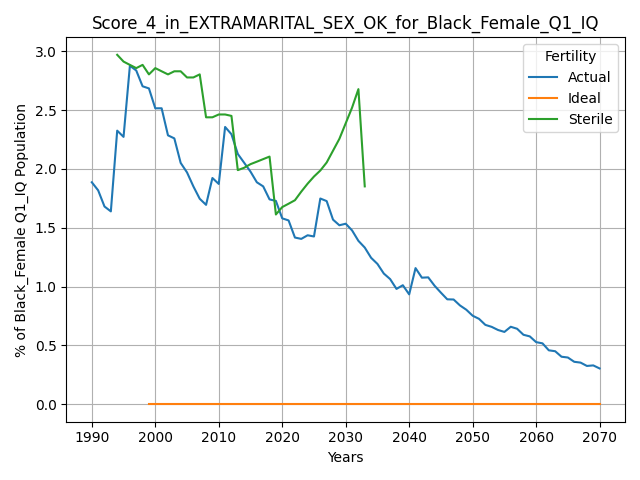 Score_4_in_EXTRAMARITAL_SEX_OK_for_Black_Female_Q1_IQ
% of Black_Female Q1_IQ Population
3.0
2.5
2.0
1.5
1.0
0.5
0.0
Fertility
Actual
Ideal
Sterile
1990 2000 2010 2020 2030 2040 2050 2060 2070
Years